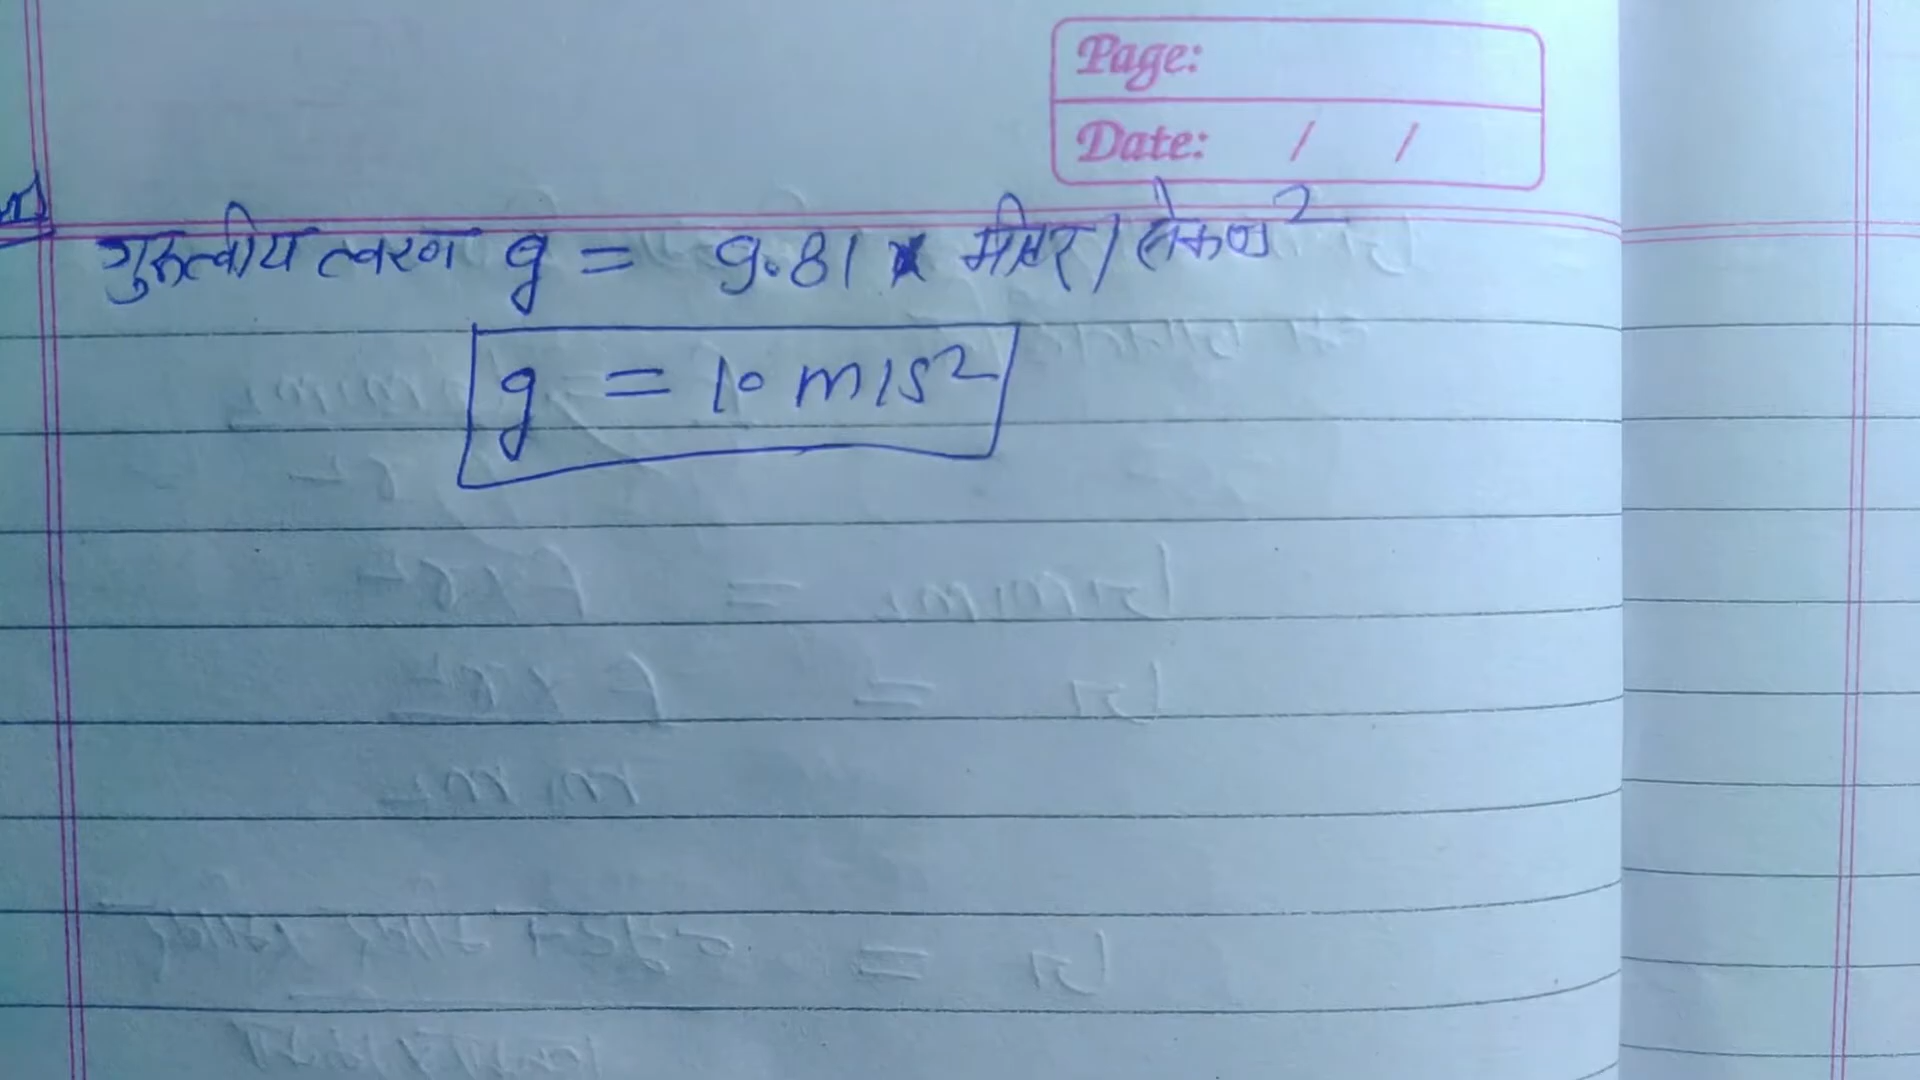 Page:
Date: / /
गुरुत्वीय त्वरण g = 9.81 मीटर/सेकण्ड²
g = 10 m/s²